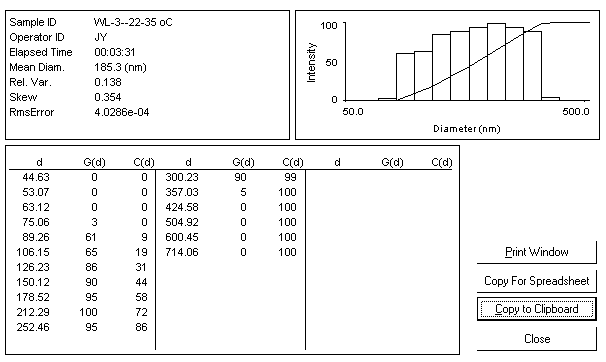 Sample ID VVL-3--22-35 oC
Operator ID JY
Elapsed Time 00:03:31
Mean Diam. 185.3 (nm)
Rel. Var. 0.138
Skew 0.354
RmsError 4.0286e-04
100
50
0
Intensity
50.0 500.0
Diameter (nm)
d G(d) C(d) d G(d) C(d) d G(d) C(d)
44.63 0 0 300.23 90 99
53.07 0 0 357.03 5 100
63.12 0 0 424.58 0 100
75.06 3 0 504.92 0 100
89.26 61 9 600.45 0 100
106.15 65 19 714.06 0 100
126.23 86 31
150.12 90 44
178.52 95 58
212.29 100 72
252.46 95 86
Print Window
Copy For Spreadsheet
Copy to Clipboard
Close